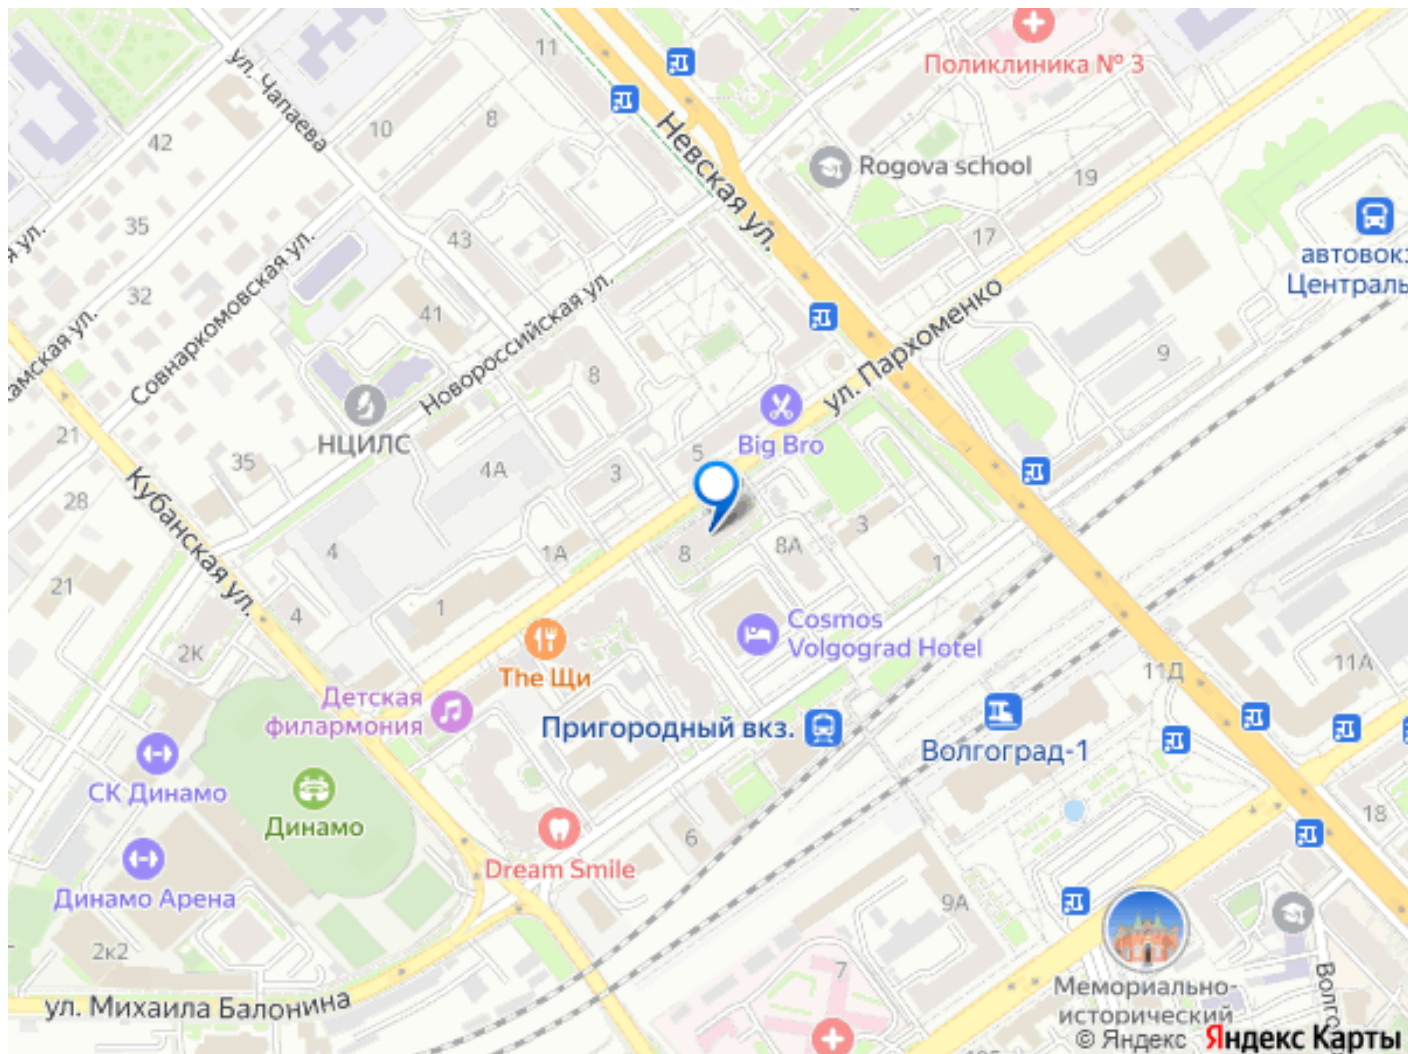 11
Поликлиника № 3
ул. Чапаева
10
8
42
Невская ул.
Rogova school
19
35
43
17
я ул.
автовокз
Централь
Совнаркомовская ул.
32
41
Новороссийская ул.
ул. Пархоменко
9
амская ул.
8
НЦИЛС
Big Bro
21
35
4А
3
5
28
Кубанская ул.
4
1А
8
8А
3
1
21
4
1
Cosmos
Volgograd Hotel
2К
The Щи
11Д
11А
Детская
филармония
Пригородный вкз.
Волгоград-1
СК Динамо
Динамо
18
6
Dream Smile
Динамо Арена
9А
2к2
7
ул. Михаила Балонина
Мемориально-
исторический
Волго
© Яндекс Яндекс Карты